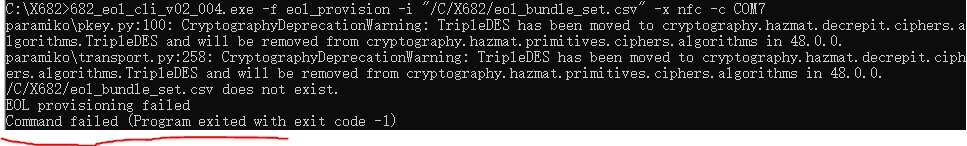 C:\X682>682_eol_cli_v02_004.exe -f eol_provision -i "/C/X682/eol_bundle_set.csv" -x nfc -c COM7
paramiko\pkey.py:100: CryptographyDeprecationWarning: TripleDES has been moved to cryptography.hazmat.decrepit.ciphers.a
lgorithms.TripleDES and will be removed from cryptography.hazmat.primitives.ciphers.algorithms in 48.0.0.
paramiko\transport.py:258: CryptographyDeprecationWarning: TripleDES has been moved to cryptography.hazmat.decrepit.ciph
ers.algorithms.TripleDES and will be removed from cryptography.hazmat.primitives.ciphers.algorithms in 48.0.0.
/C/X682/eol_bundle_set.csv does not exist.
EOL provisioning failed
Command failed (Program exited with exit code -1)